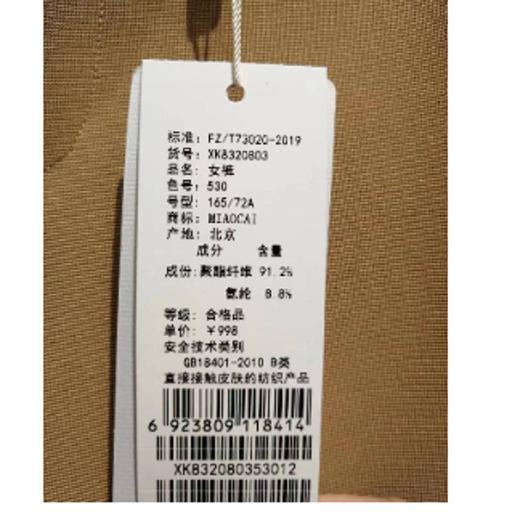 标准: FZ/T73020-2019
货号: XK8320803
品名: 女裤
色号: 530
号型: 165/72A
商标: MIAOCAI
产地: 北京
成分 含量
成份: 聚酯纤维 91.2%
氨纶 8.8%
等级: 合格品
单价: ￥998
安全技术类别
GB18401-2010 B类
直接接触皮肤的纺织产品
6 923809 118414
XK832080353012